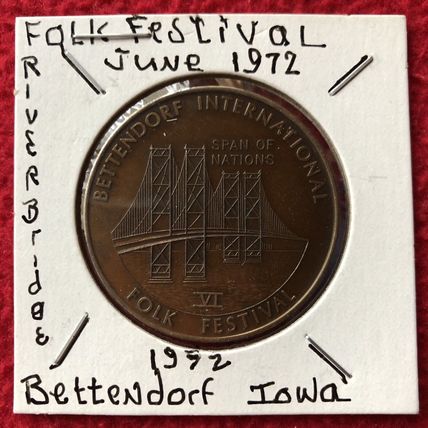 FOLK FESTIVAL
JUNE 1972
RIVER BRidgE
BETTENDORF INTERNATIONAL
SPAN OF
NATIONS
VI
FOLK FESTIVAL
1972
BettENdorf Iowa